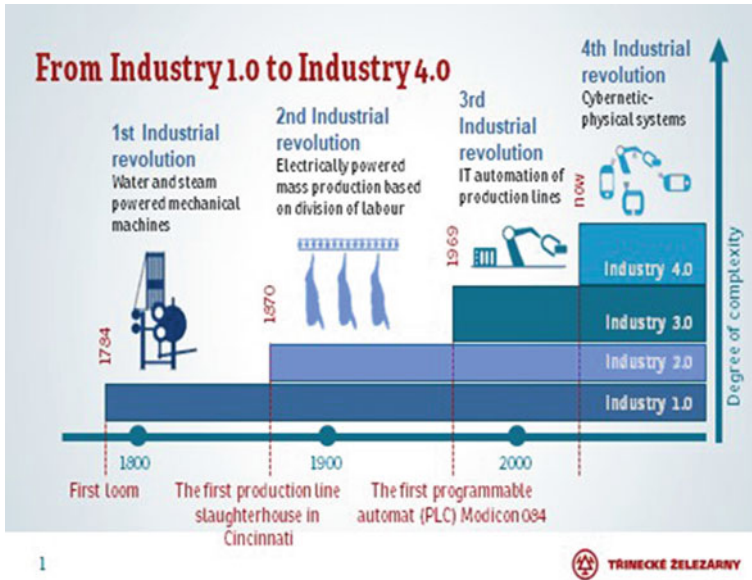 From Industry 1.0 to Industry 4.0
1st Industrial
revolution
Water and steam
powered mechanical
machines
2nd Industrial
revolution
Electrically powered
mass production based
on division of labour
3rd
Industrial
revolution
IT automation of
production lines
4th Industrial
revolution
Cybernetic-
physical systems
1784
1870
1969
now
Industry 4.0
Industry 3.0
Industry 2.0
Industry 1.0
Degree of complexity
1800
1900
2000
First loom
The first production line
slaughterhouse in
Cincinnati
The first programmable
automat (PLC) Modicon 084
1
TŘINECKÉ ŽELEZÁRNY